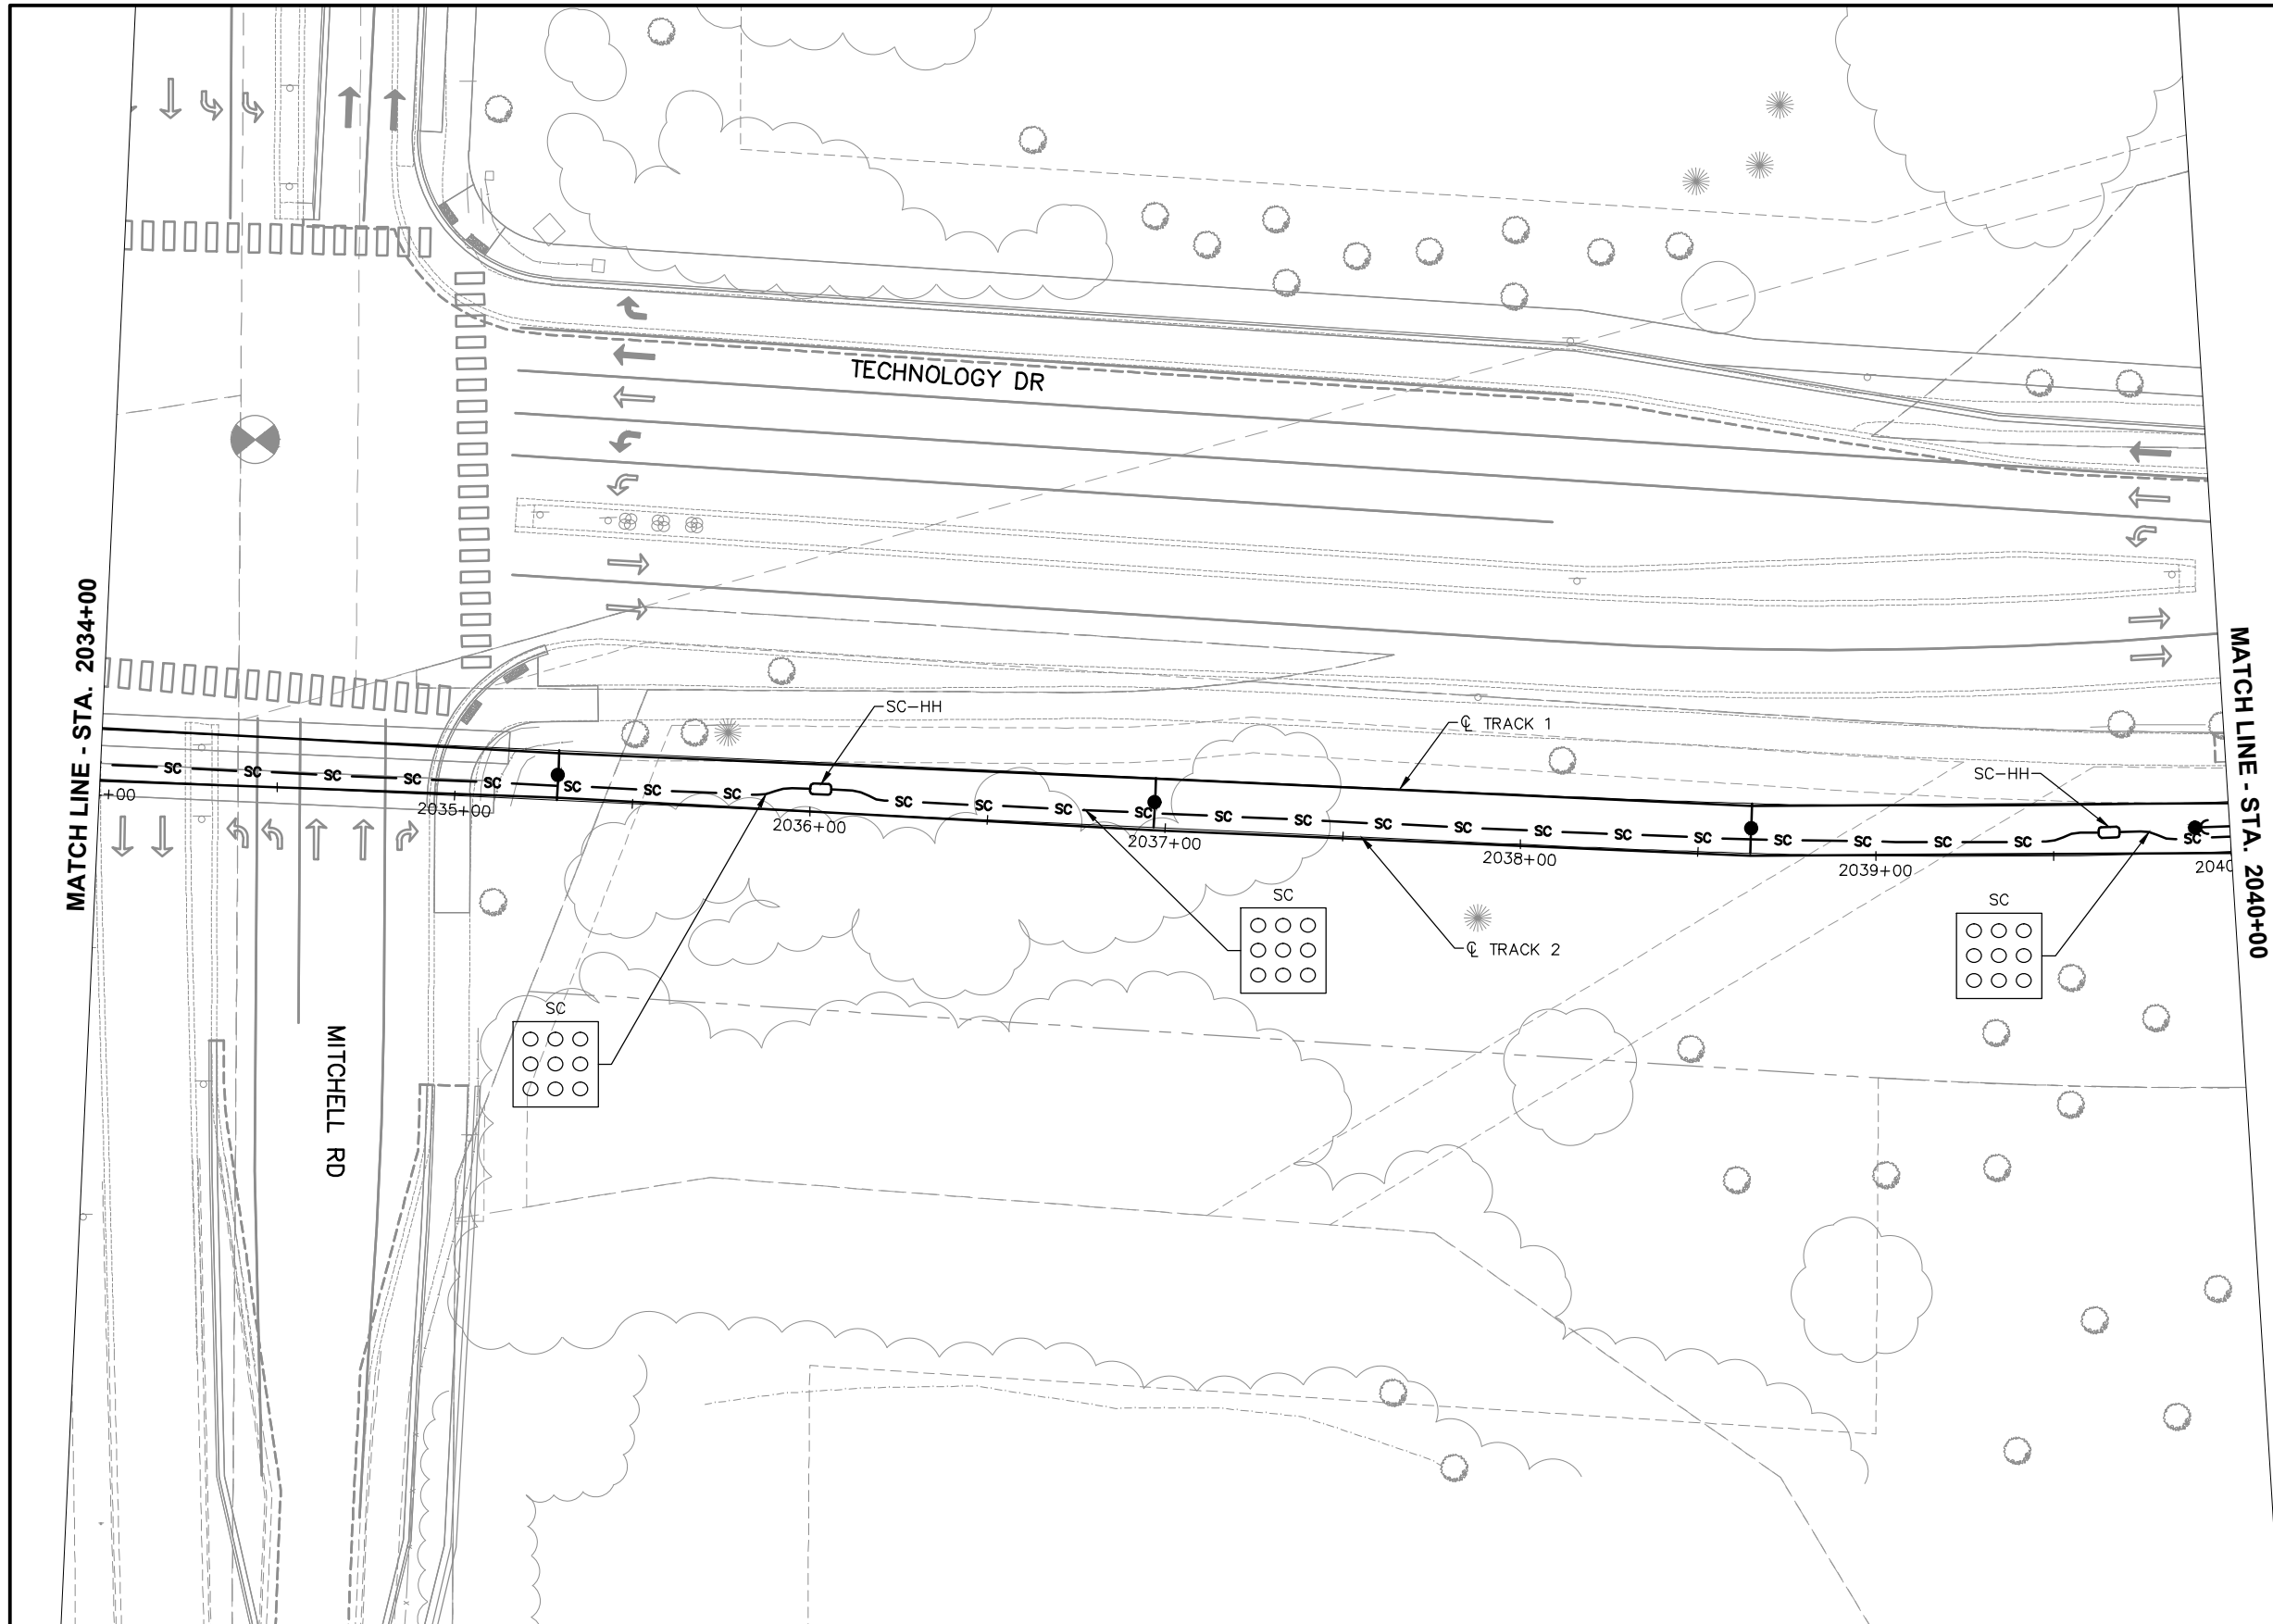 TECHNOLOGY DR
MATCH LINE - STA. 2034+00
MATCH LINE - STA. 2040+00
SC-HH
℄ TRACK 1
SC-HH
SC SC SC SC SC SC SC SC SC SC SC SC SC SC SC SC SC SC SC SC SC SC SC SC SC SC
+00
2035+00
2036+00
2037+00
2038+00
2039+00
2040
SC
SC
℄ TRACK 2
SC
MITCHELL RD